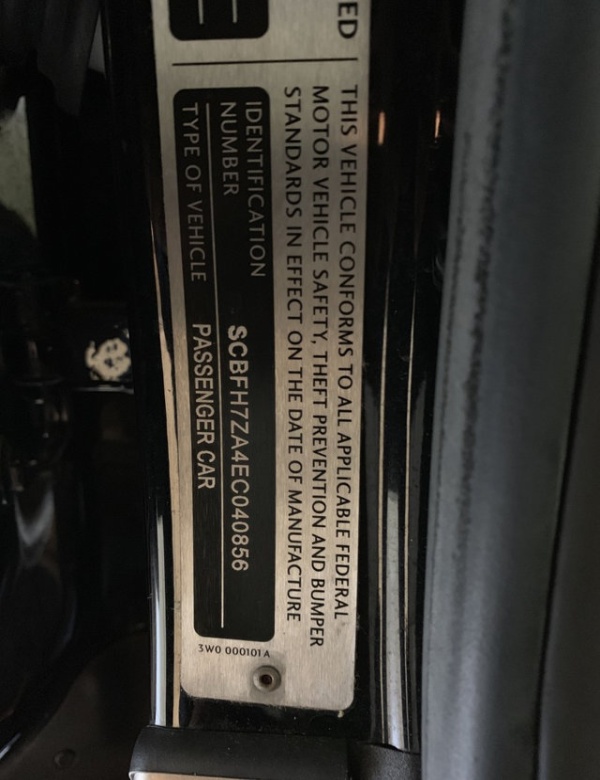 ED
THIS VEHICLE CONFORMS TO ALL APPLICABLE FEDERAL
MOTOR VEHICLE SAFETY, THEFT PREVENTION AND BUMPER
STANDARDS IN EFFECT ON THE DATE OF MANUFACTURE
IDENTIFICATION
NUMBER SCBFH7ZA4EC040856
TYPE OF VEHICLE PASSENGER CAR
3W0 000101 A